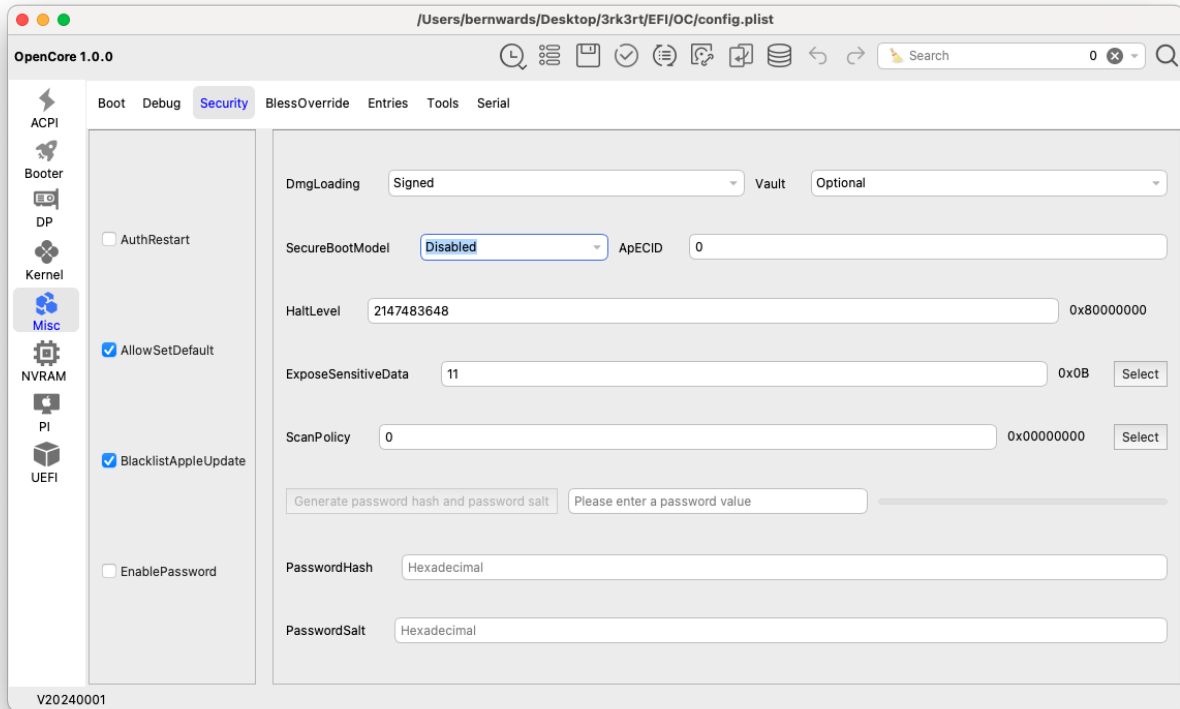 /Users/bernwards/Desktop/3rk3rt/EFI/OC/config.plist
OpenCore 1.0.0
Search 0
ACPI
Booter
DP
Kernel
Misc
NVRAM
PI
UEFI
Boot Debug Security BlessOverride Entries Tools Serial
AuthRestart
AllowSetDefault
BlacklistAppleUpdate
EnablePassword
DmgLoading Signed Vault Optional
SecureBootModel Disabled ApECID 0
HaltLevel 2147483648 0x80000000
ExposeSensitiveData 11 0x0B Select
ScanPolicy 0 0x00000000 Select
Generate password hash and password salt Please enter a password value
PasswordHash Hexadecimal
PasswordSalt Hexadecimal
V20240001